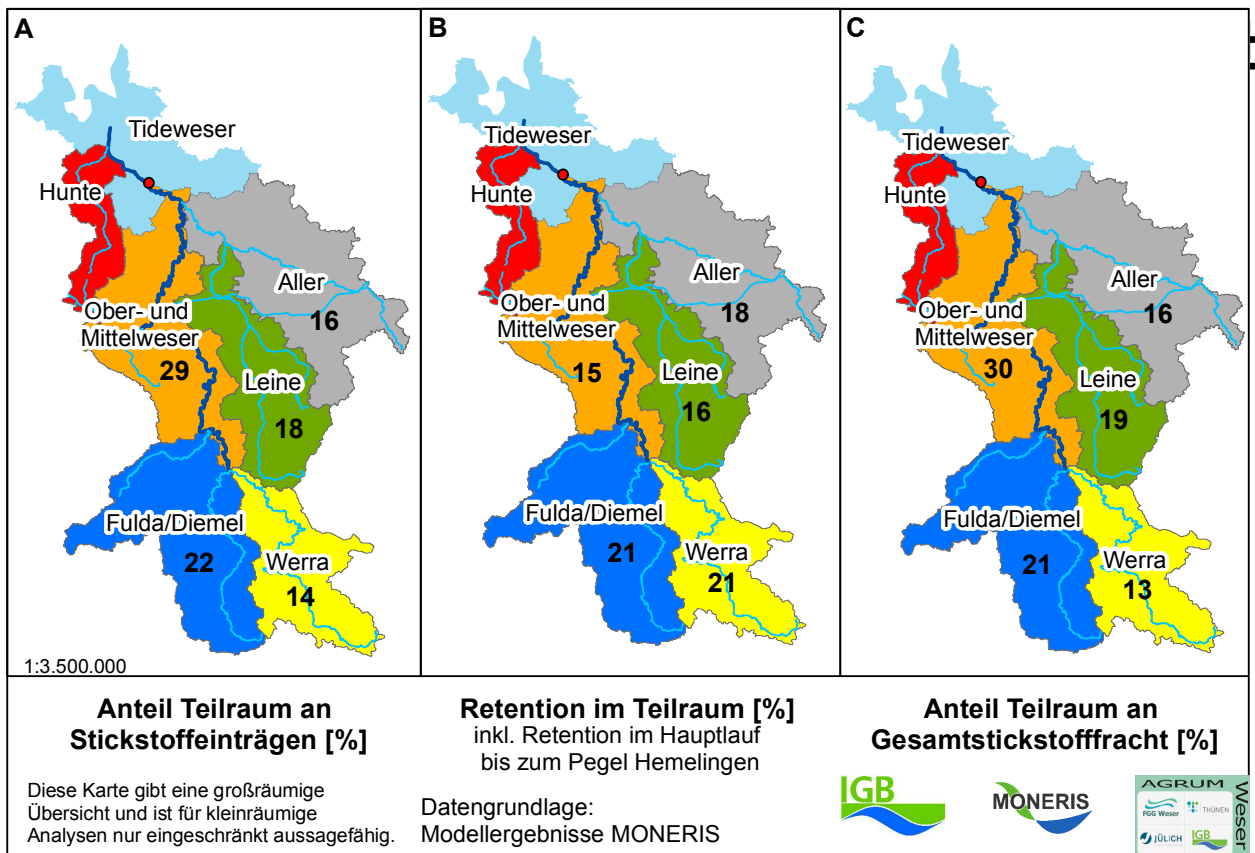 A
Tideweser
Hunte
Aller
16
Ober- und
Mittelweser
29
Leine
18
Fulda/Diemel
22
Werra
14
1:3.500.000
B
Tideweser
Hunte
Aller
18
Ober- und
Mittelweser
15
Leine
16
Fulda/Diemel
21
Werra
21
C
Tideweser
Hunte
Aller
16
Ober- und
Mittelweser
30
Leine
19
Fulda/Diemel
21
Werra
13
Anteil Teilraum an
Stickstoffeinträgen [%]
Diese Karte gibt eine großräumige
Übersicht und ist für kleinräumige
Analysen nur eingeschränkt aussagefähig.
Retention im Teilraum [%]
inkl. Retention im Hauptlauf
bis zum Pegel Hemelingen
Datengrundlage:
Modellergebnisse MONERIS
Anteil Teilraum an
Gesamtstickstofffracht [%]
IGB
MONERIS
AGRUM
Weser
FGG Weser
THÜNEN
JÜLICH
IGB